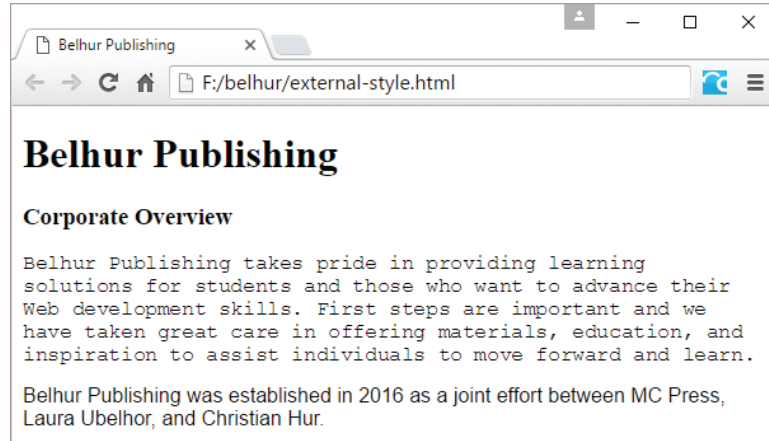 Belhur Publishing
F:/belhur/external-style.html
Belhur Publishing
Corporate Overview
Belhur Publishing takes pride in providing learning
solutions for students and those who want to advance their
Web development skills. First steps are important and we
have taken great care in offering materials, education, and
inspiration to assist individuals to move forward and learn.
Belhur Publishing was established in 2016 as a joint effort between MC Press,
Laura Ubelhor, and Christian Hur.